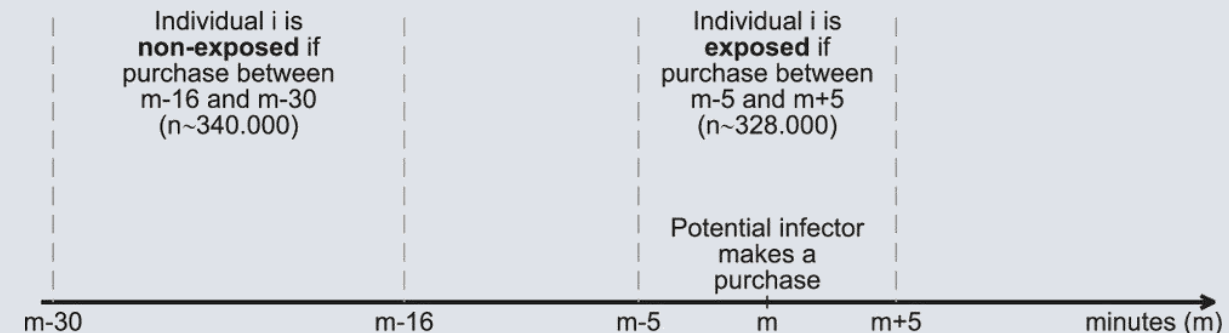 Individual i is
non-exposed if
purchase between
m-16 and m-30
(n~340.000)
Individual i is
exposed if
purchase between
m-5 and m+5
(n~328.000)
Potential infector
makes a
purchase
m-30
m-16
m-5
m
m+5
minutes (m)